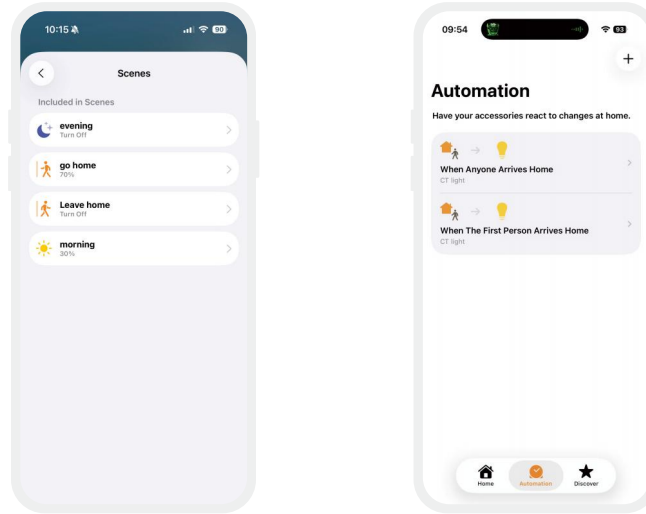 10:15
90
Scenes
Included in Scenes
evening
Turn Off
go home
70%
Leave home
Turn Off
morning
30%
09:54
93
+
Automation
Have your accessories react to changes at home.
When Anyone Arrives Home
CT light
When The First Person Arrives Home
CT light
Home
Automation
Discover